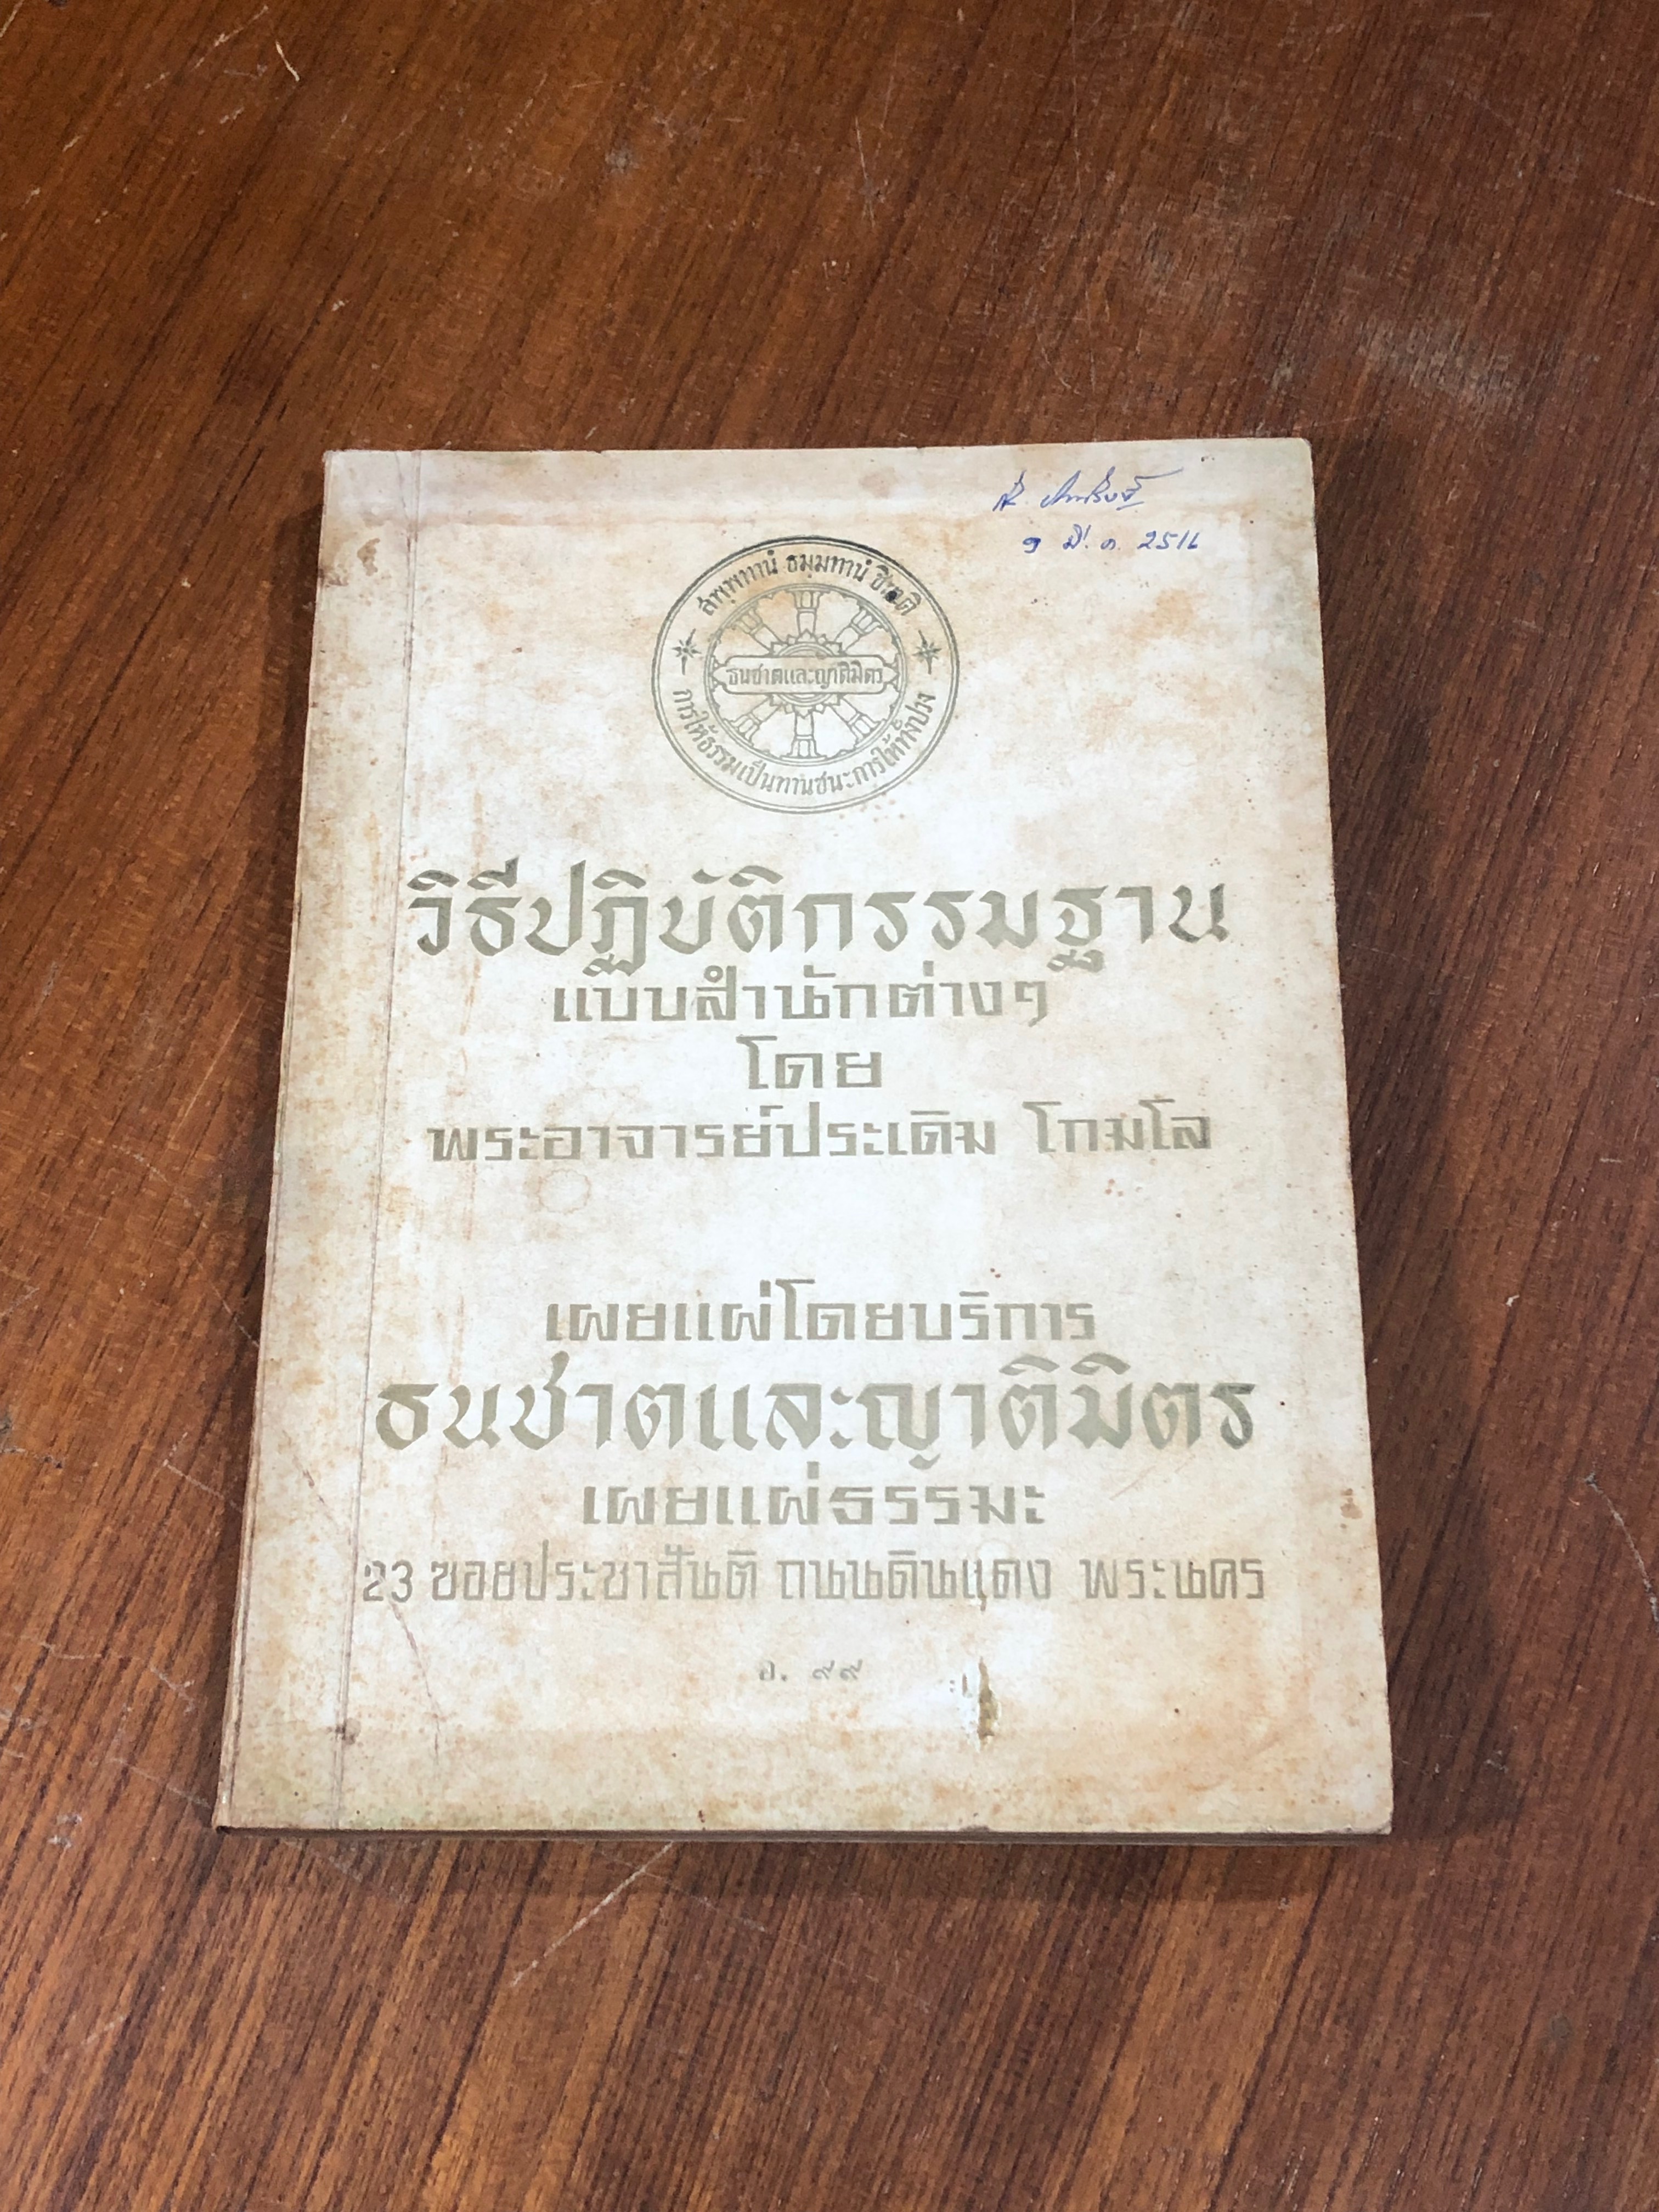 ๑ มี.ค. 2516
สพฺพทานํ ธมฺมทานํ ชินาติ
ธนชาตและญาติมิตร
การให้ธรรมเป็นทานชนะการให้ทั้งปวง
วิธีปฏิบัติกรรมฐาน
แบบสำนักต่างๆ
โดย
พระอาจารย์ประเดิม โกมโล
เผยแผ่โดยบริการ
ธนชาตและญาติมิตร
เผยแผ่ธรรมะ
23 ซอยประชาสันติ ถนนดินแดง พระนคร
อ. ๙๙